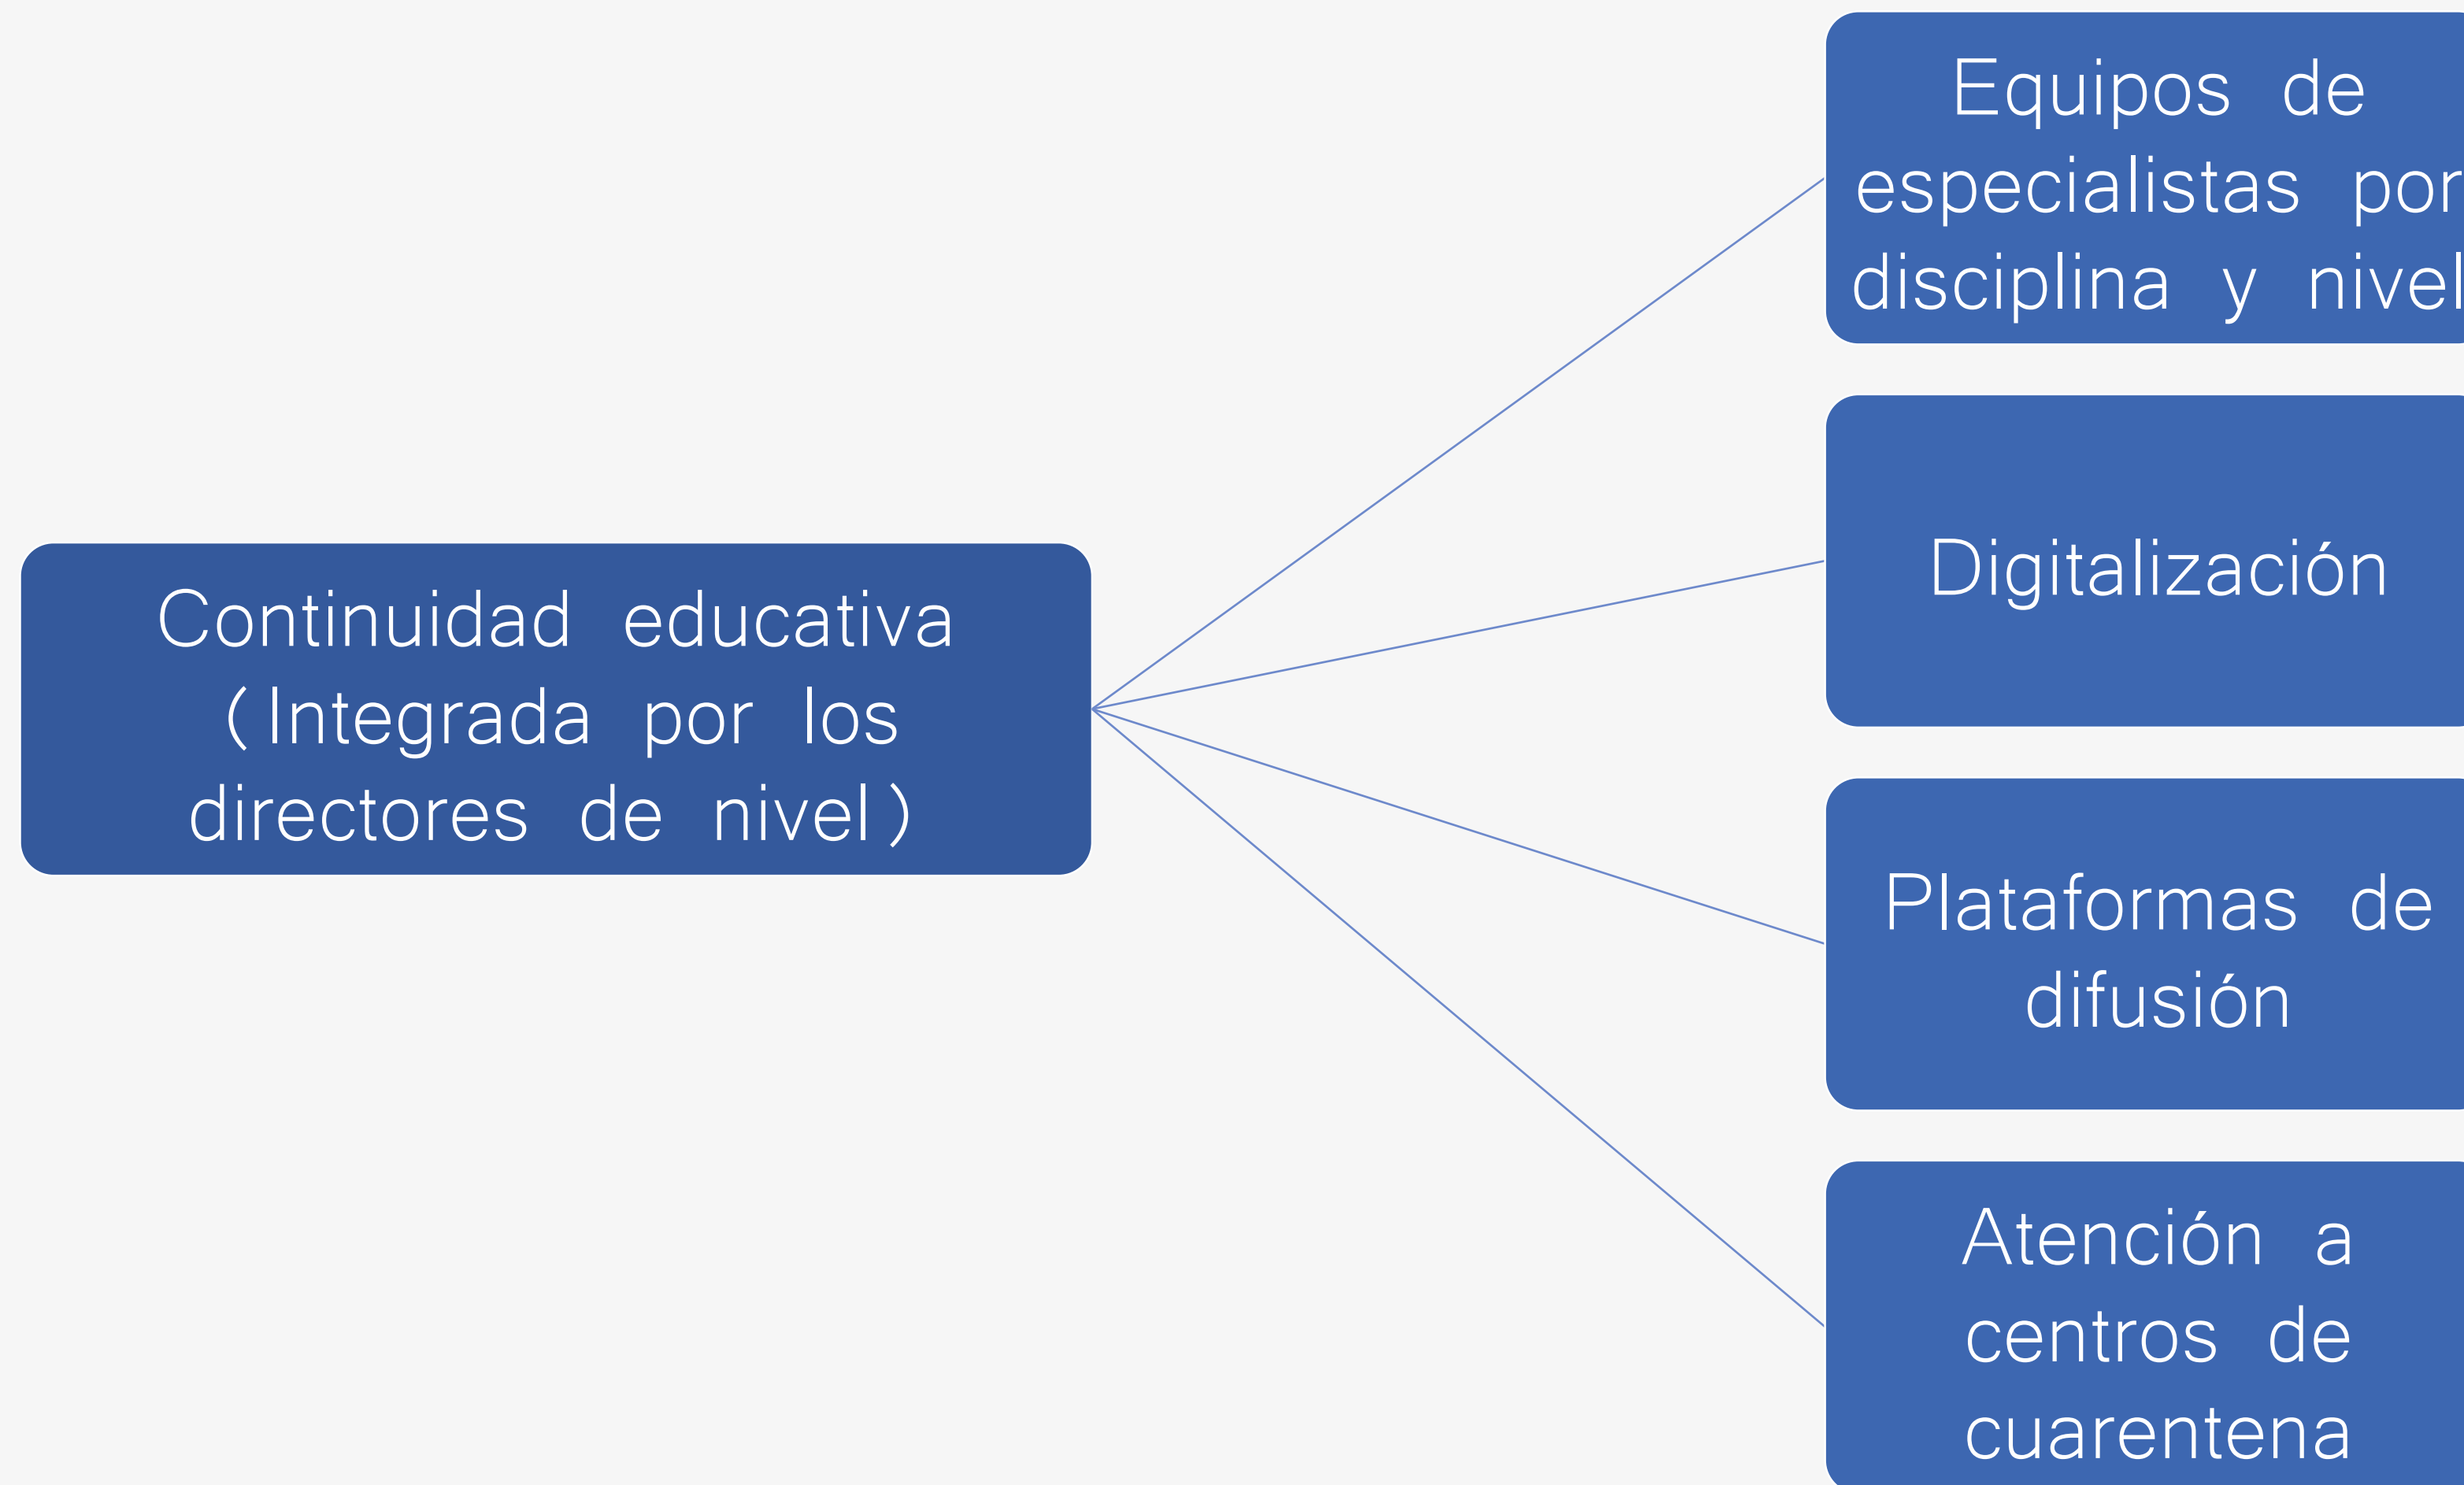 Continuidad educativa
(Integrada por los
directores de nivel)
Equipos de
especialistas por
disciplina y nivel
Digitalización
Plataformas de
difusión
Atención a
centros de
cuarentena